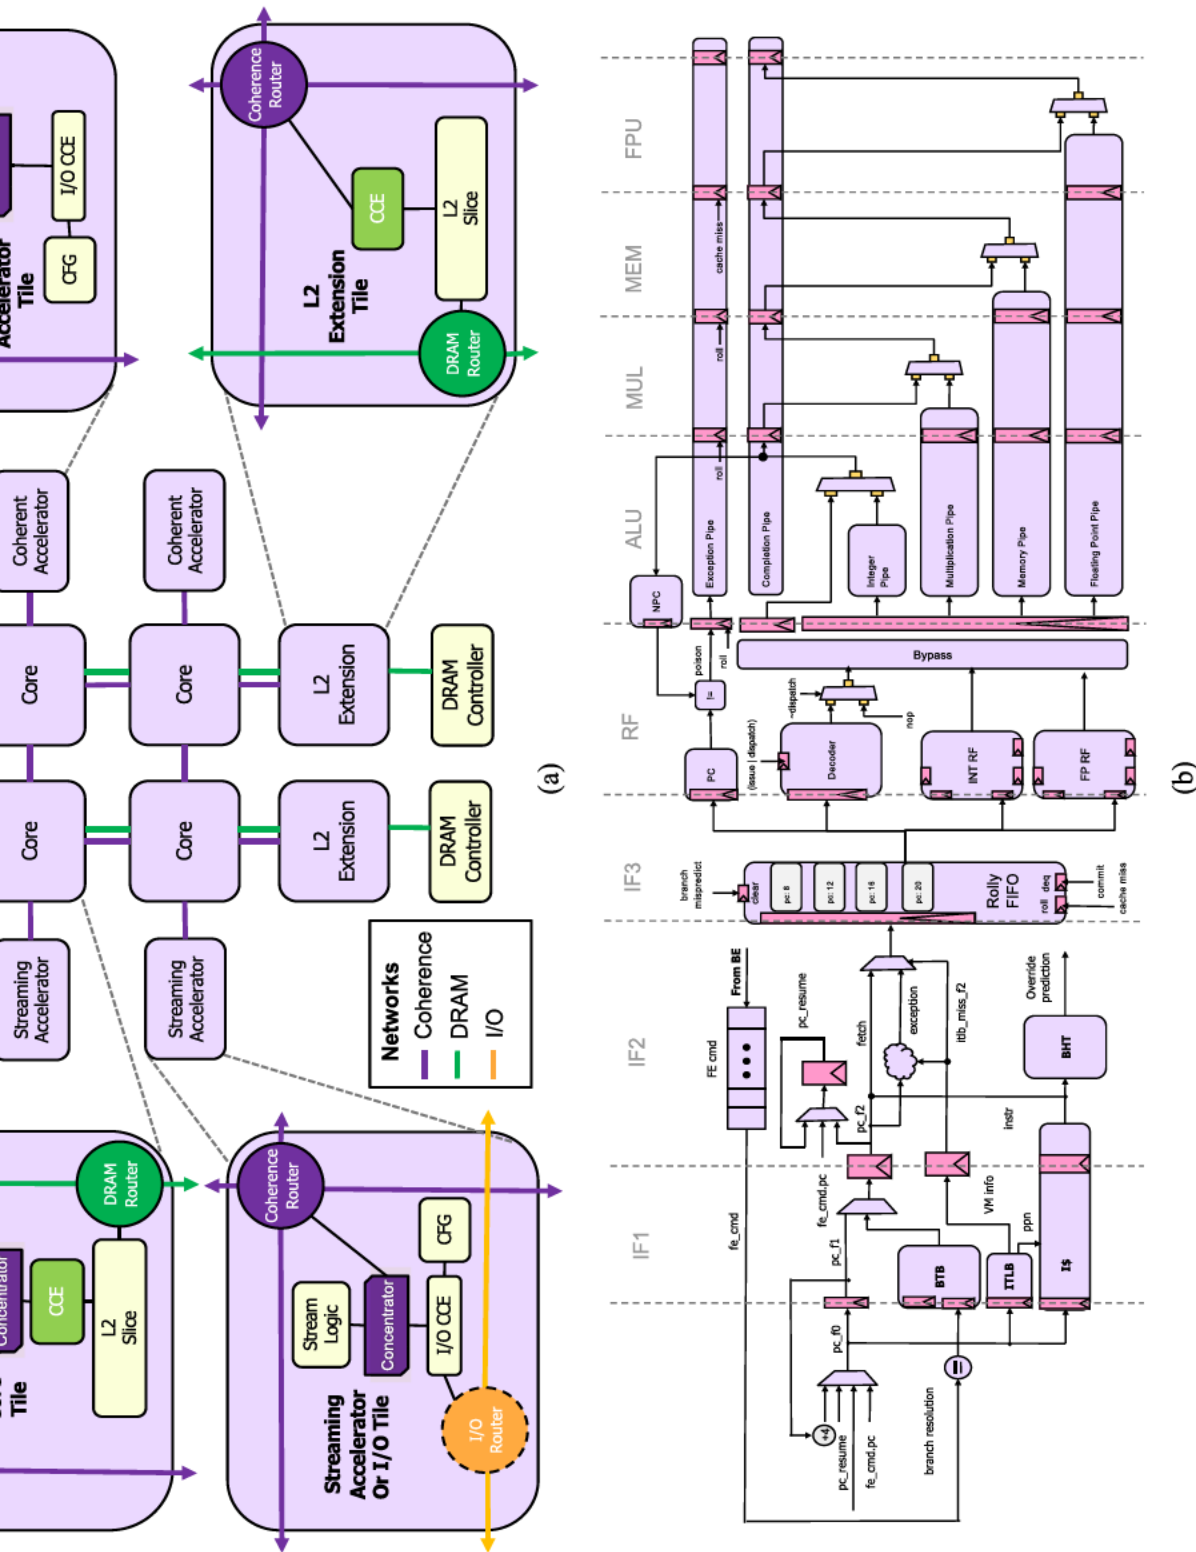 Accelerator
Tile
CFG
I/O CCE
Coherence
Router
CCE
L2
Slice
L2
Extension
Tile
DRAM
Router
Coherent
Accelerator
Coherent
Accelerator
Core
Core
L2
Extension
DRAM
Controller
Core
Core
L2
Extension
DRAM
Controller
Streaming
Accelerator
Streaming
Accelerator
Networks
Coherence
DRAM
I/O
Concentrator
CCE
L2
Slice
DRAM
Router
Tile
Coherence
Router
Stream
Logic
Concentrator
I/O CCE
CFG
Streaming
Accelerator
Or I/O Tile
I/O
Router
(a)
IF1
IF2
IF3
RF
ALU
MUL
MEM
FPU
+4
pc_resume
fe_cmd.pc
branch resolution
=
pc_f0
pc_f1
fe_cmd
BTB
ITLB
I$
ppn
VM info
fe_cmd.pc
pc_f2
FE cmd
From BE
pc_resume
fetch
exception
itlb_miss_f2
instr
BHT
Override
prediction
branch
mispredict
clear
pc: 8
pc: 12
pc: 16
pc: 20
Rolly
FIFO
roll
deq
commit
cache miss
PC
!=
NPC
poison
roll
(issue | dispatch)
Decoder
~dispatch
nop
INT RF
FP RF
Bypass
Exception Pipe
roll
roll
cache miss
Completion Pipe
Integer
Pipe
Multiplication Pipe
Memory Pipe
Floating Point Pipe
(b)